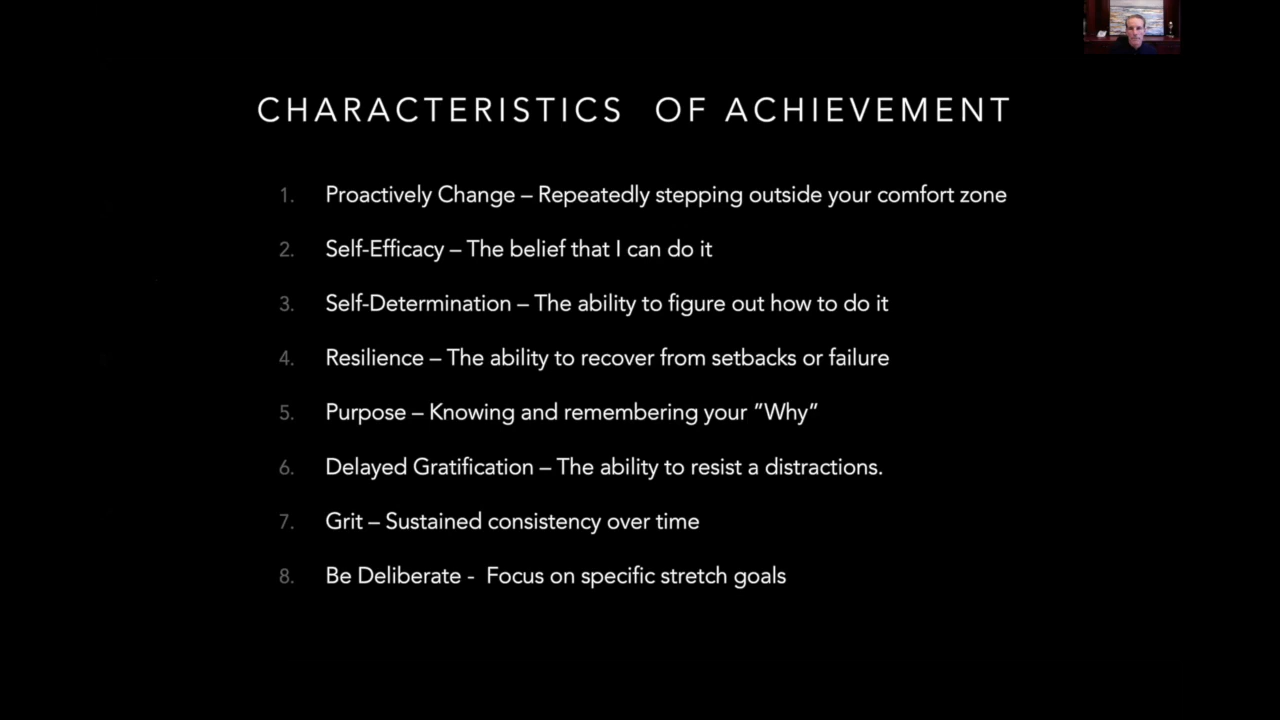 CHARACTERISTICS OF ACHIEVEMENT
1. Proactively Change – Repeatedly stepping outside your comfort zone
2. Self-Efficacy – The belief that I can do it
3. Self-Determination – The ability to figure out how to do it
4. Resilience – The ability to recover from setbacks or failure
5. Purpose – Knowing and remembering your ”Why”
6. Delayed Gratification – The ability to resist a distractions.
7. Grit – Sustained consistency over time
8. Be Deliberate - Focus on specific stretch goals